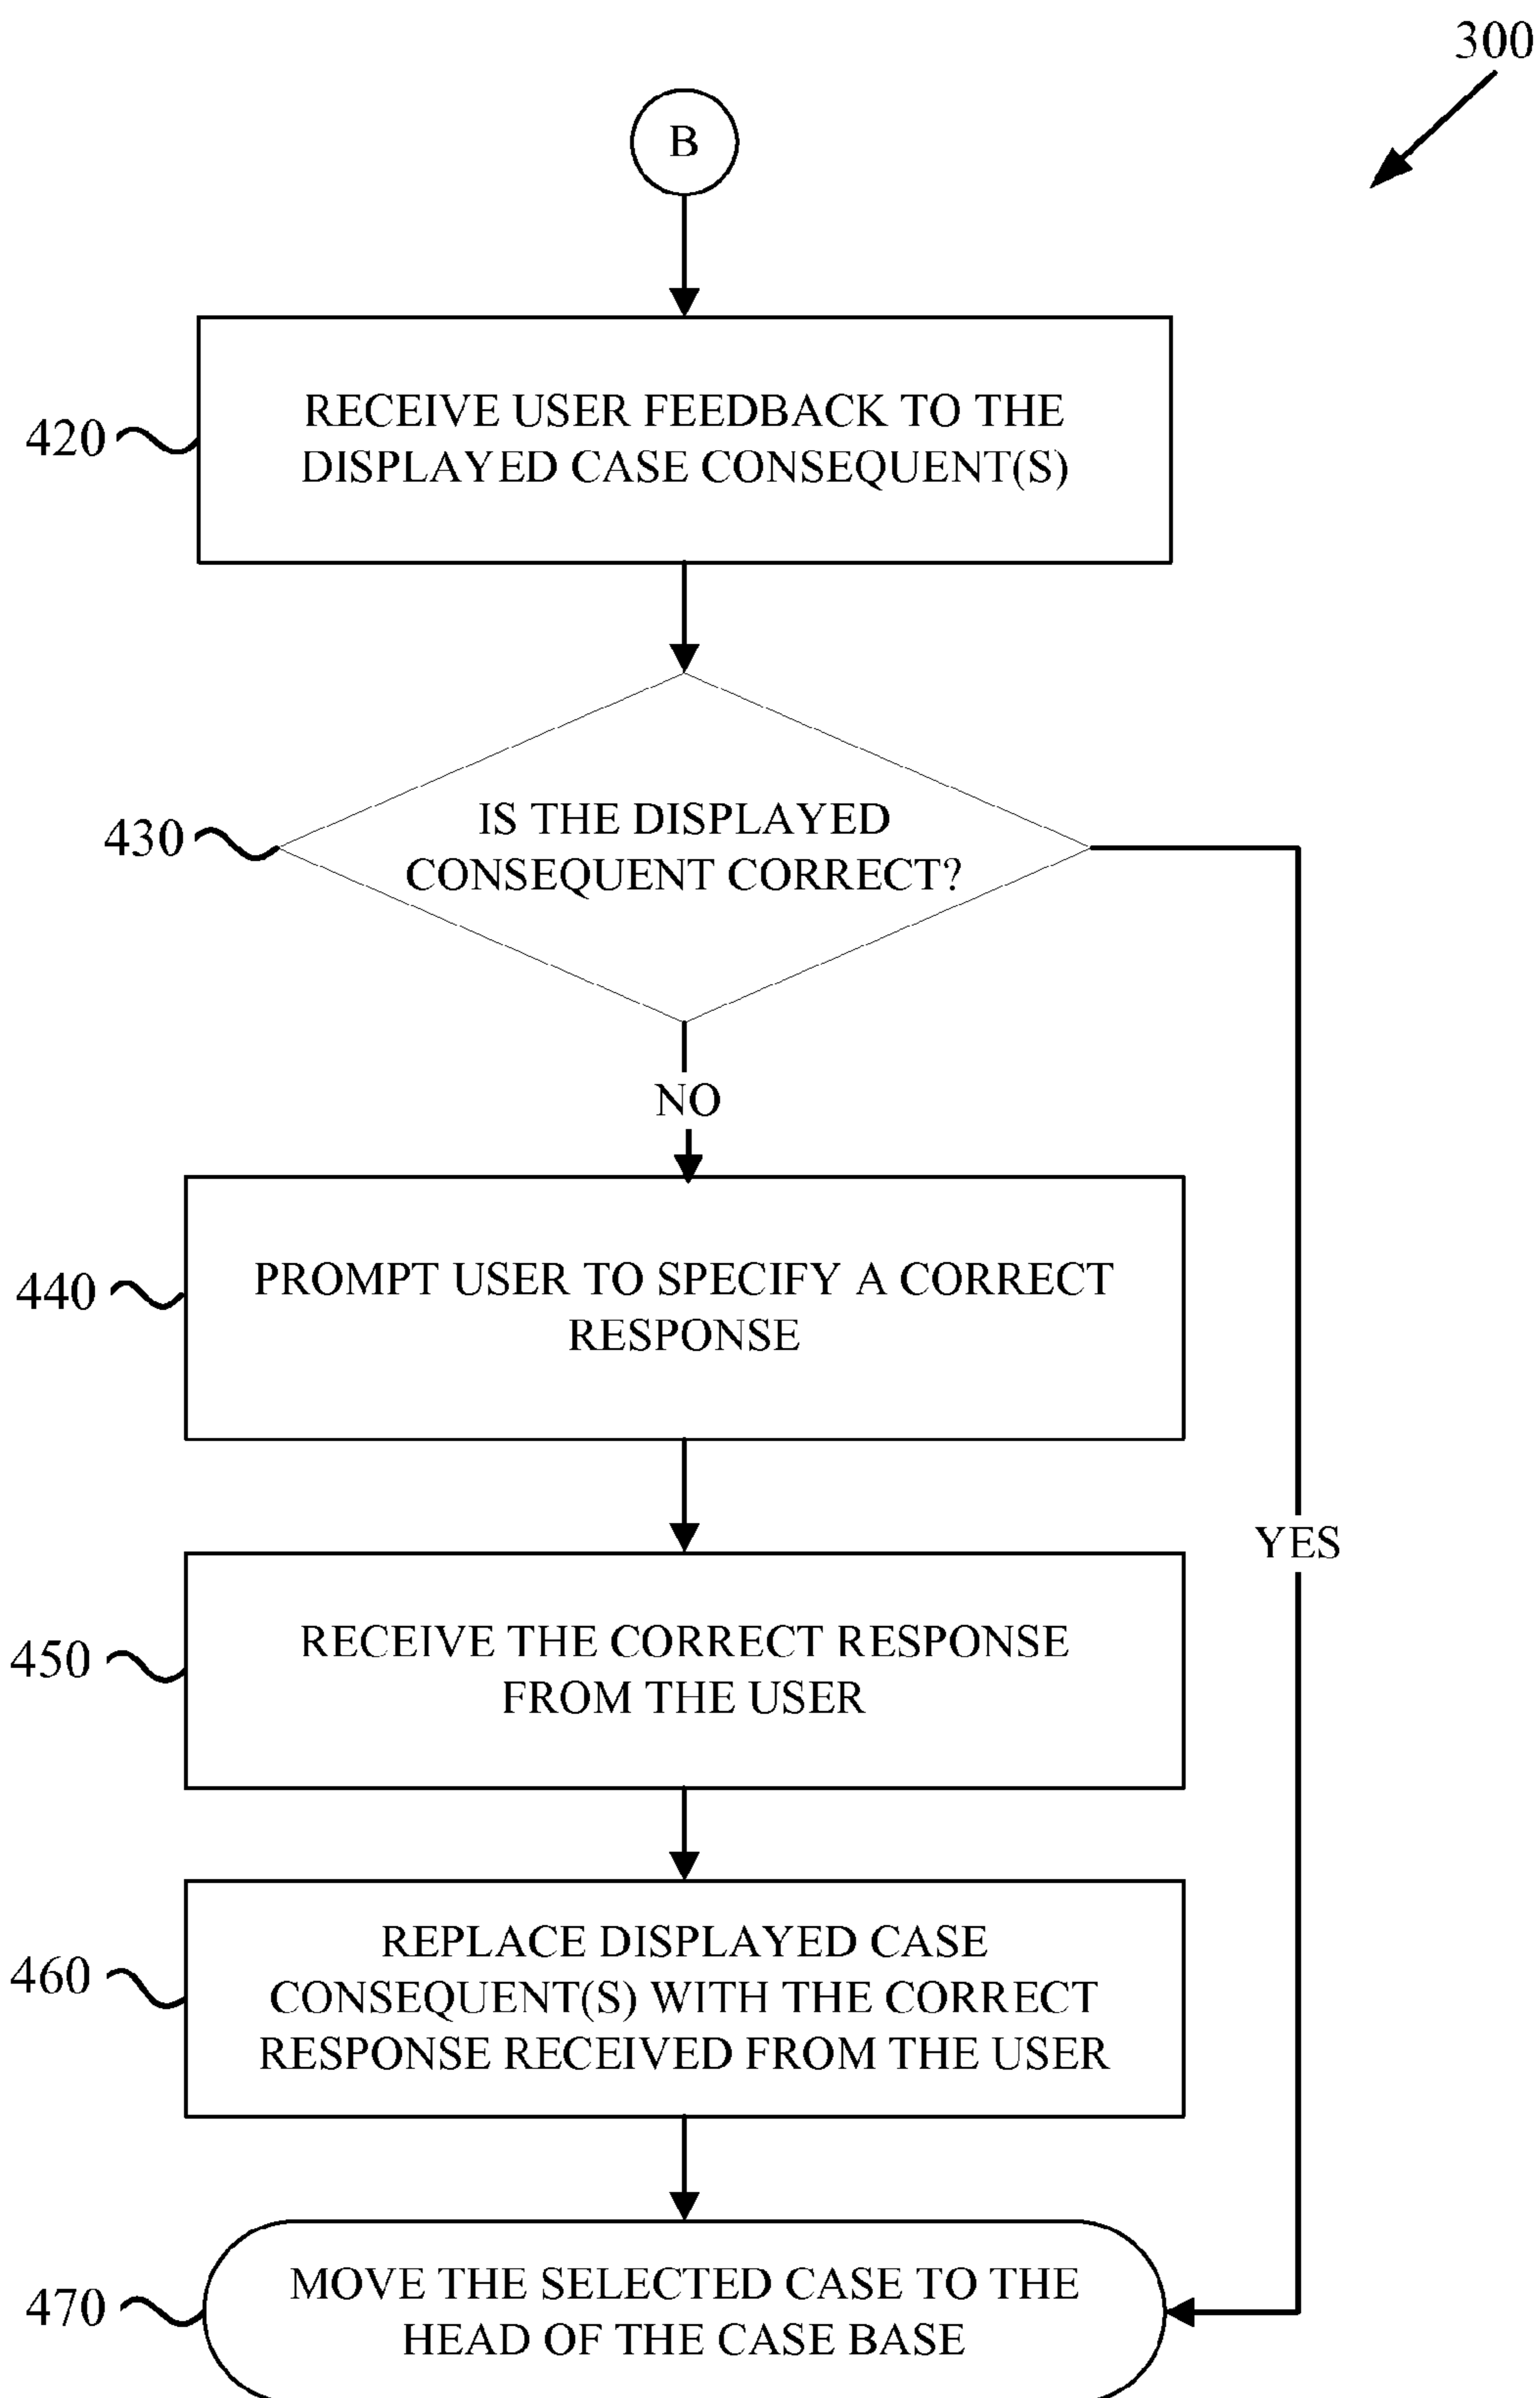 300
B
420
RECEIVE USER FEEDBACK TO THE
DISPLAYED CASE CONSEQUENT(S)
430
IS THE DISPLAYED
CONSEQUENT CORRECT?
NO
440
PROMPT USER TO SPECIFY A CORRECT
RESPONSE
YES
450
RECEIVE THE CORRECT RESPONSE
FROM THE USER
460
REPLACE DISPLAYED CASE
CONSEQUENT(S) WITH THE CORRECT
RESPONSE RECEIVED FROM THE USER
470
MOVE THE SELECTED CASE TO THE
HEAD OF THE CASE BASE